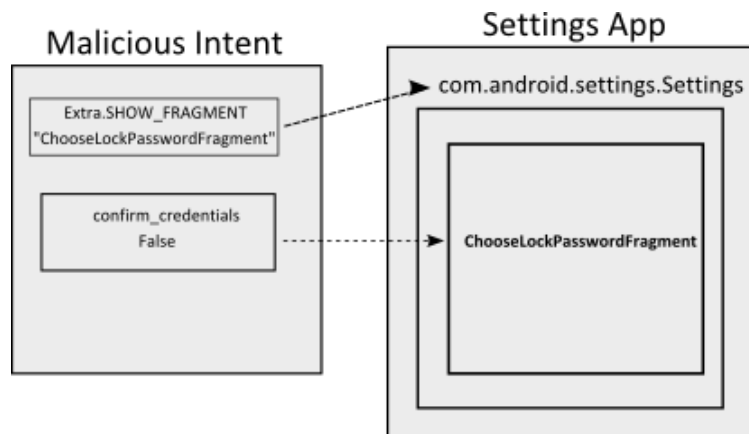 Malicious Intent
Extra.SHOW_FRAGMENT
"ChooseLockPasswordFragment"
confirm_credentials
False
Settings App
com.android.settings.Settings
ChooseLockPasswordFragment